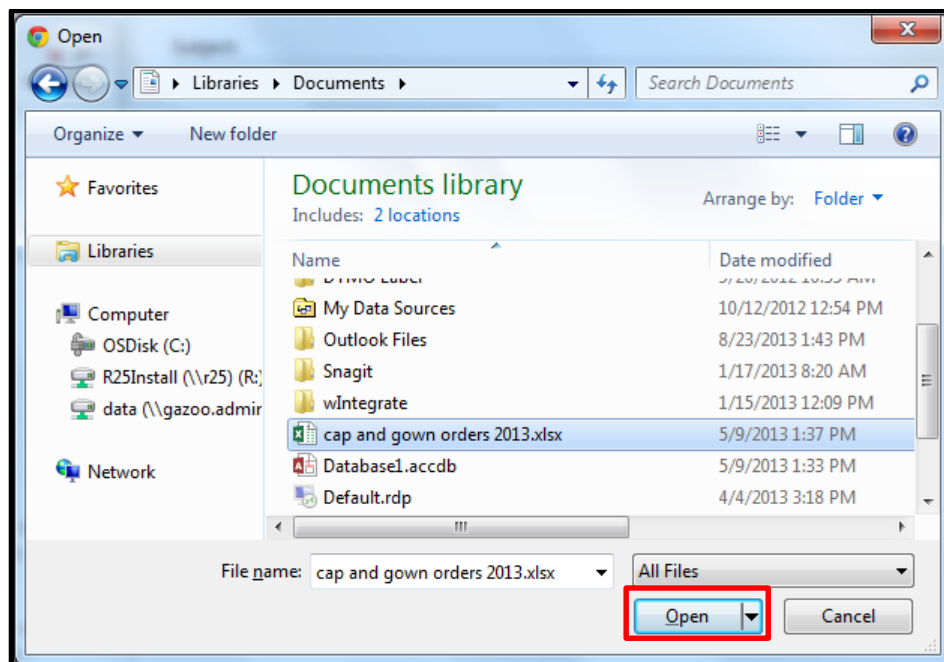 Open
Libraries Documents
Search Documents
Organize New folder
Favorites
Libraries
Computer
OSDisk (C:)
R25Install (\\r25) (R:)
data (\\gazoo.admir
Network
Documents library
Includes: 2 locations
Arrange by: Folder
Name Date modified
My Data Sources 10/12/2012 12:54 PM
Outlook Files 8/23/2013 1:43 PM
Snagit 1/17/2013 8:20 AM
wIntegrate 1/15/2013 12:09 PM
cap and gown orders 2013.xlsx 5/9/2013 1:37 PM
Database1.accdb 5/9/2013 1:33 PM
Default.rdp 4/4/2013 3:18 PM
File name: cap and gown orders 2013.xlsx All Files
Open Cancel